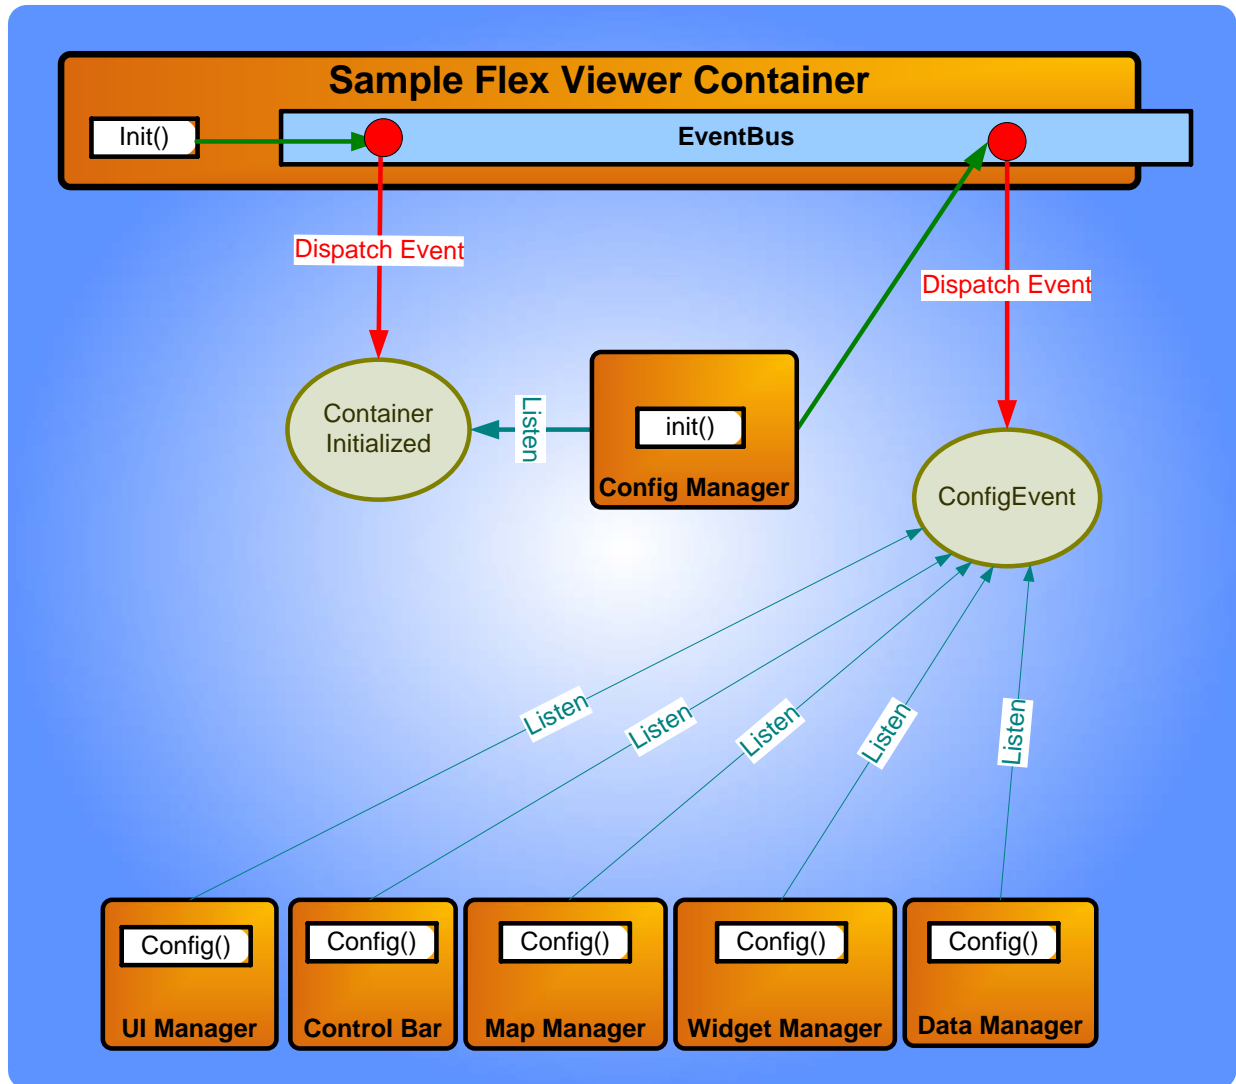 Sample Flex Viewer Container
Init()
EventBus
Dispatch Event
Dispatch Event
Container
Initialized
Listen
init()
Config Manager
ConfigEvent
Listen
Listen
Listen
Listen
Listen
Config()
Config()
Config()
Config()
Config()
UI Manager
Control Bar
Map Manager
Widget Manager
Data Manager